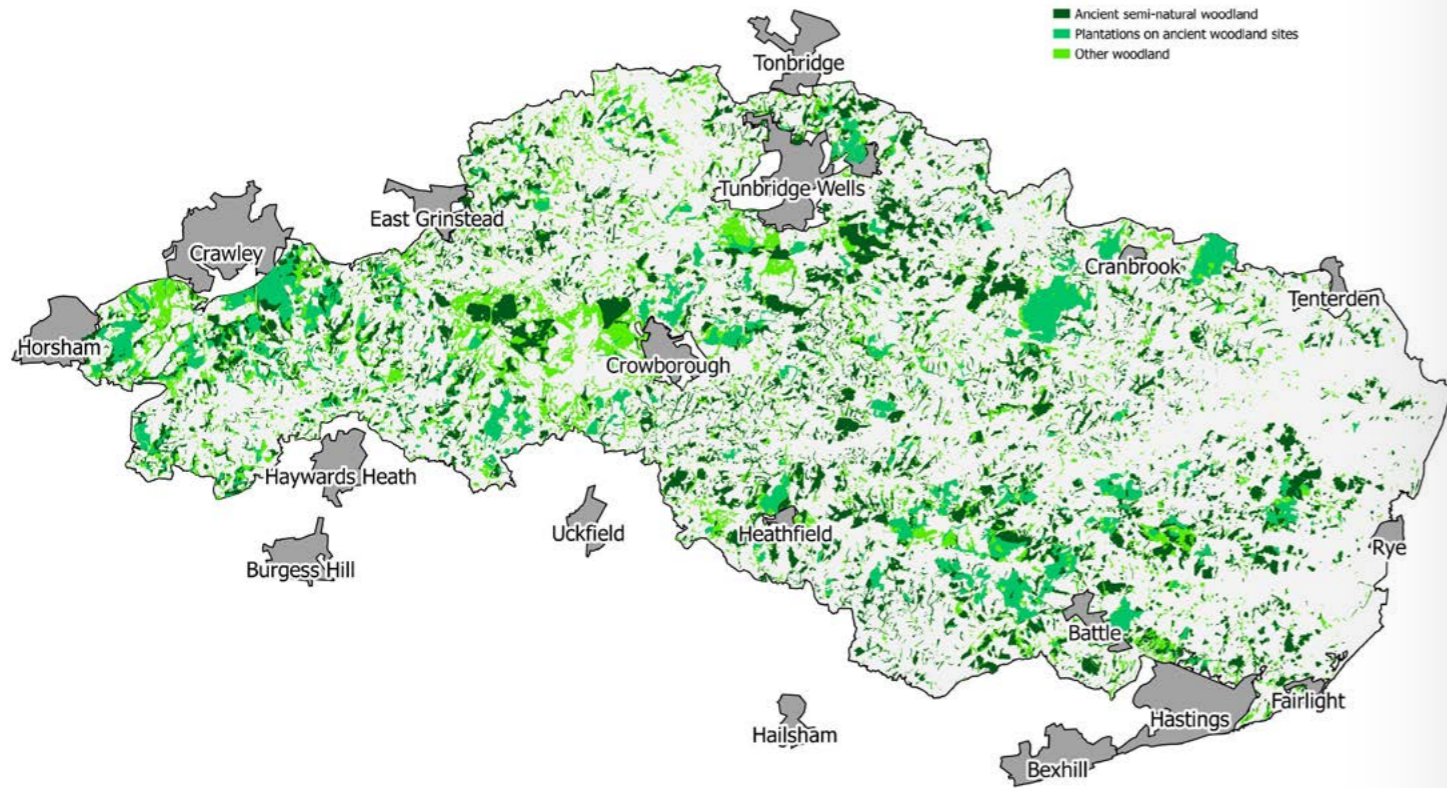 Ancient semi-natural woodland
Plantations on ancient woodland sites
Other woodland
Tonbridge
Tunbridge Wells
East Grinstead
Crawley
Cranbrook
Tenterden
Horsham
Crowborough
Haywards Heath
Uckfield
Heathfield
Rye
Burgess Hill
Battle
Fairlight
Hastings
Hailsham
Bexhill